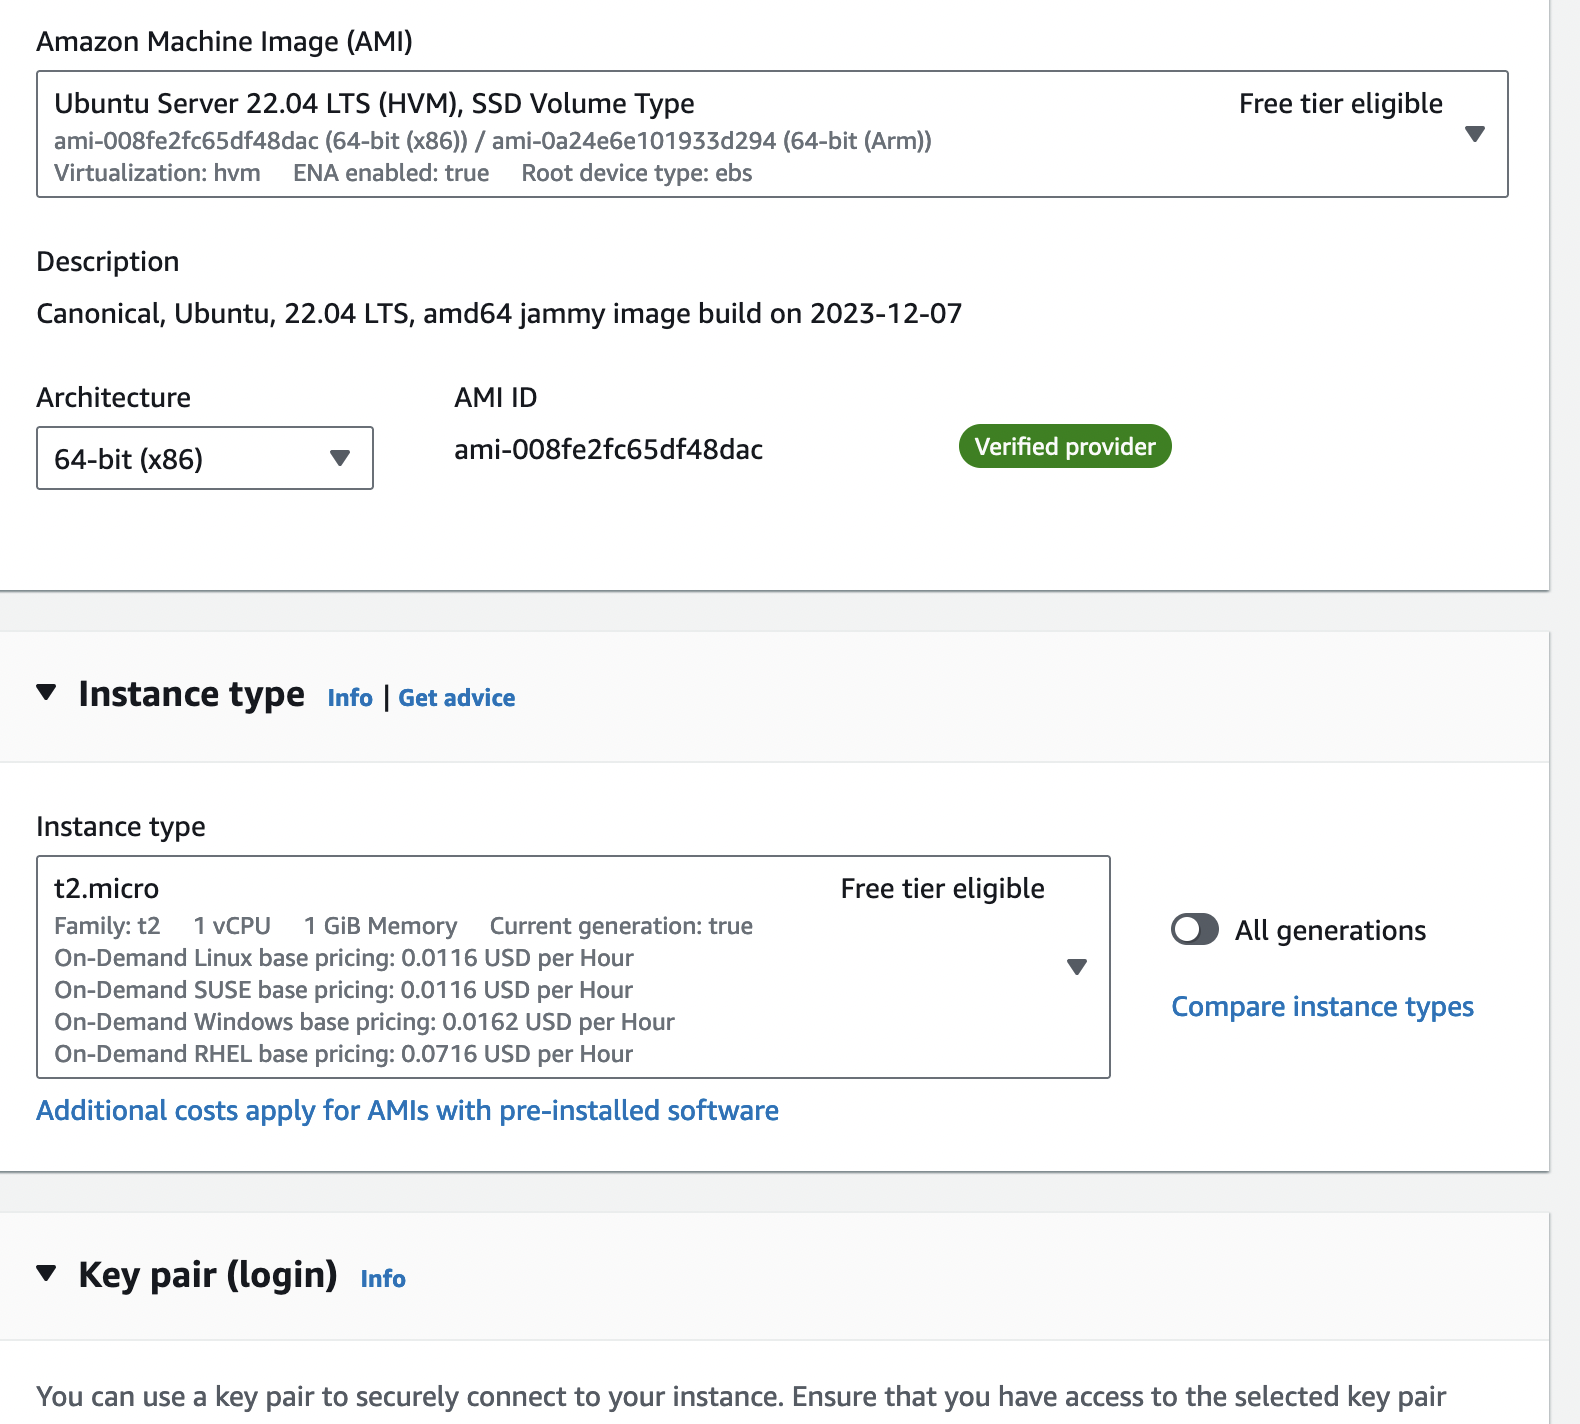 Amazon Machine Image (AMI)
Ubuntu Server 22.04 LTS (HVM), SSD Volume Type Free tier eligible
ami-008fe2fc65df48dac (64-bit (x86)) / ami-0a24e6e101933d294 (64-bit (Arm))
Virtualization: hvm ENA enabled: true Root device type: ebs
Description
Canonical, Ubuntu, 22.04 LTS, amd64 jammy image build on 2023-12-07
Architecture AMI ID
64-bit (x86) ami-008fe2fc65df48dac Verified provider
Instance type Info | Get advice
Instance type
t2.micro Free tier eligible
Family: t2 1 vCPU 1 GiB Memory Current generation: true
On-Demand Linux base pricing: 0.0116 USD per Hour
On-Demand SUSE base pricing: 0.0116 USD per Hour
On-Demand Windows base pricing: 0.0162 USD per Hour
On-Demand RHEL base pricing: 0.0716 USD per Hour
All generations
Compare instance types
Additional costs apply for AMIs with pre-installed software
Key pair (login) Info
You can use a key pair to securely connect to your instance. Ensure that you have access to the selected key pair